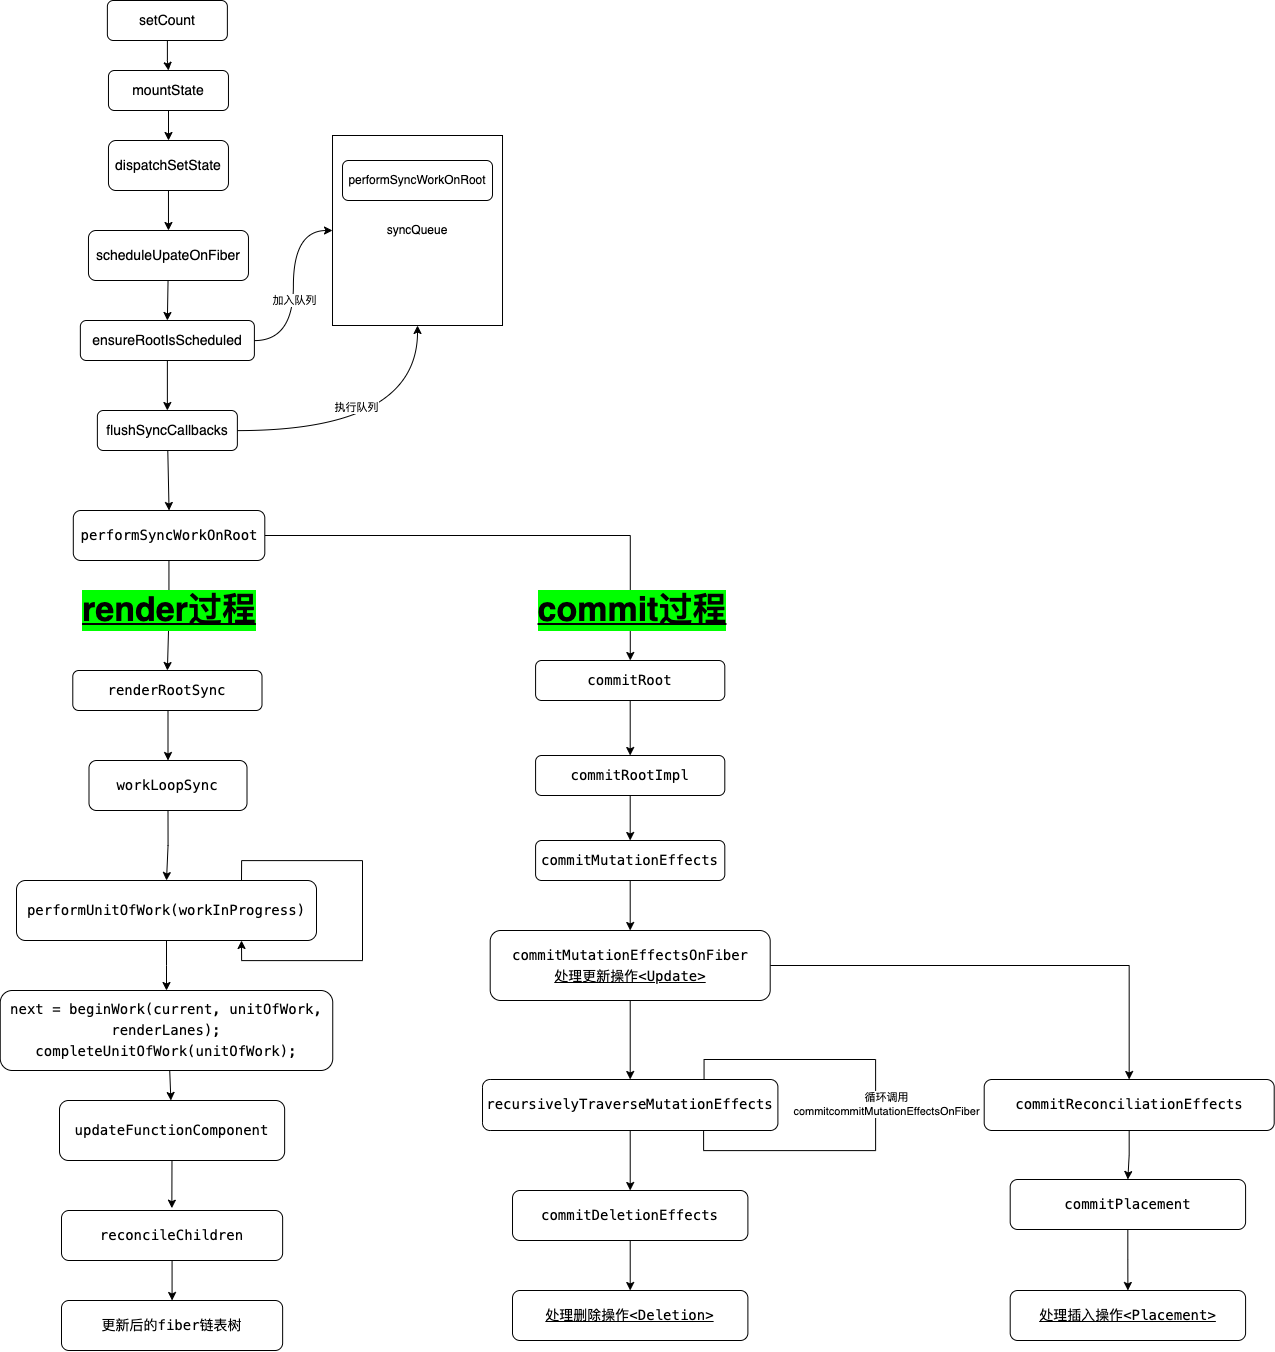 setCount
mountState
dispatchSetState
performSyncWorkOnRoot
syncQueue
scheduleUpateOnFiber
加入队列
ensureRootIsScheduled
执行队列
flushSyncCallbacks
performSyncWorkOnRoot
render过程
commit过程
renderRootSync
commitRoot
workLoopSync
commitRootImpl
commitMutationEffects
performUnitOfWork(workInProgress)
commitMutationEffectsOnFiber
处理更新操作<Update>
next = beginWork(current, unitOfWork,
renderLanes);
completeUnitOfWork(unitOfWork);
recursivelyTraverseMutationEffects
循环调用
commitcommitMutationEffectsOnFiber
commitReconciliationEffects
updateFunctionComponent
commitDeletionEffects
commitPlacement
reconcileChildren
更新后的fiber链表树
处理删除操作<Deletion>
处理插入操作<Placement>